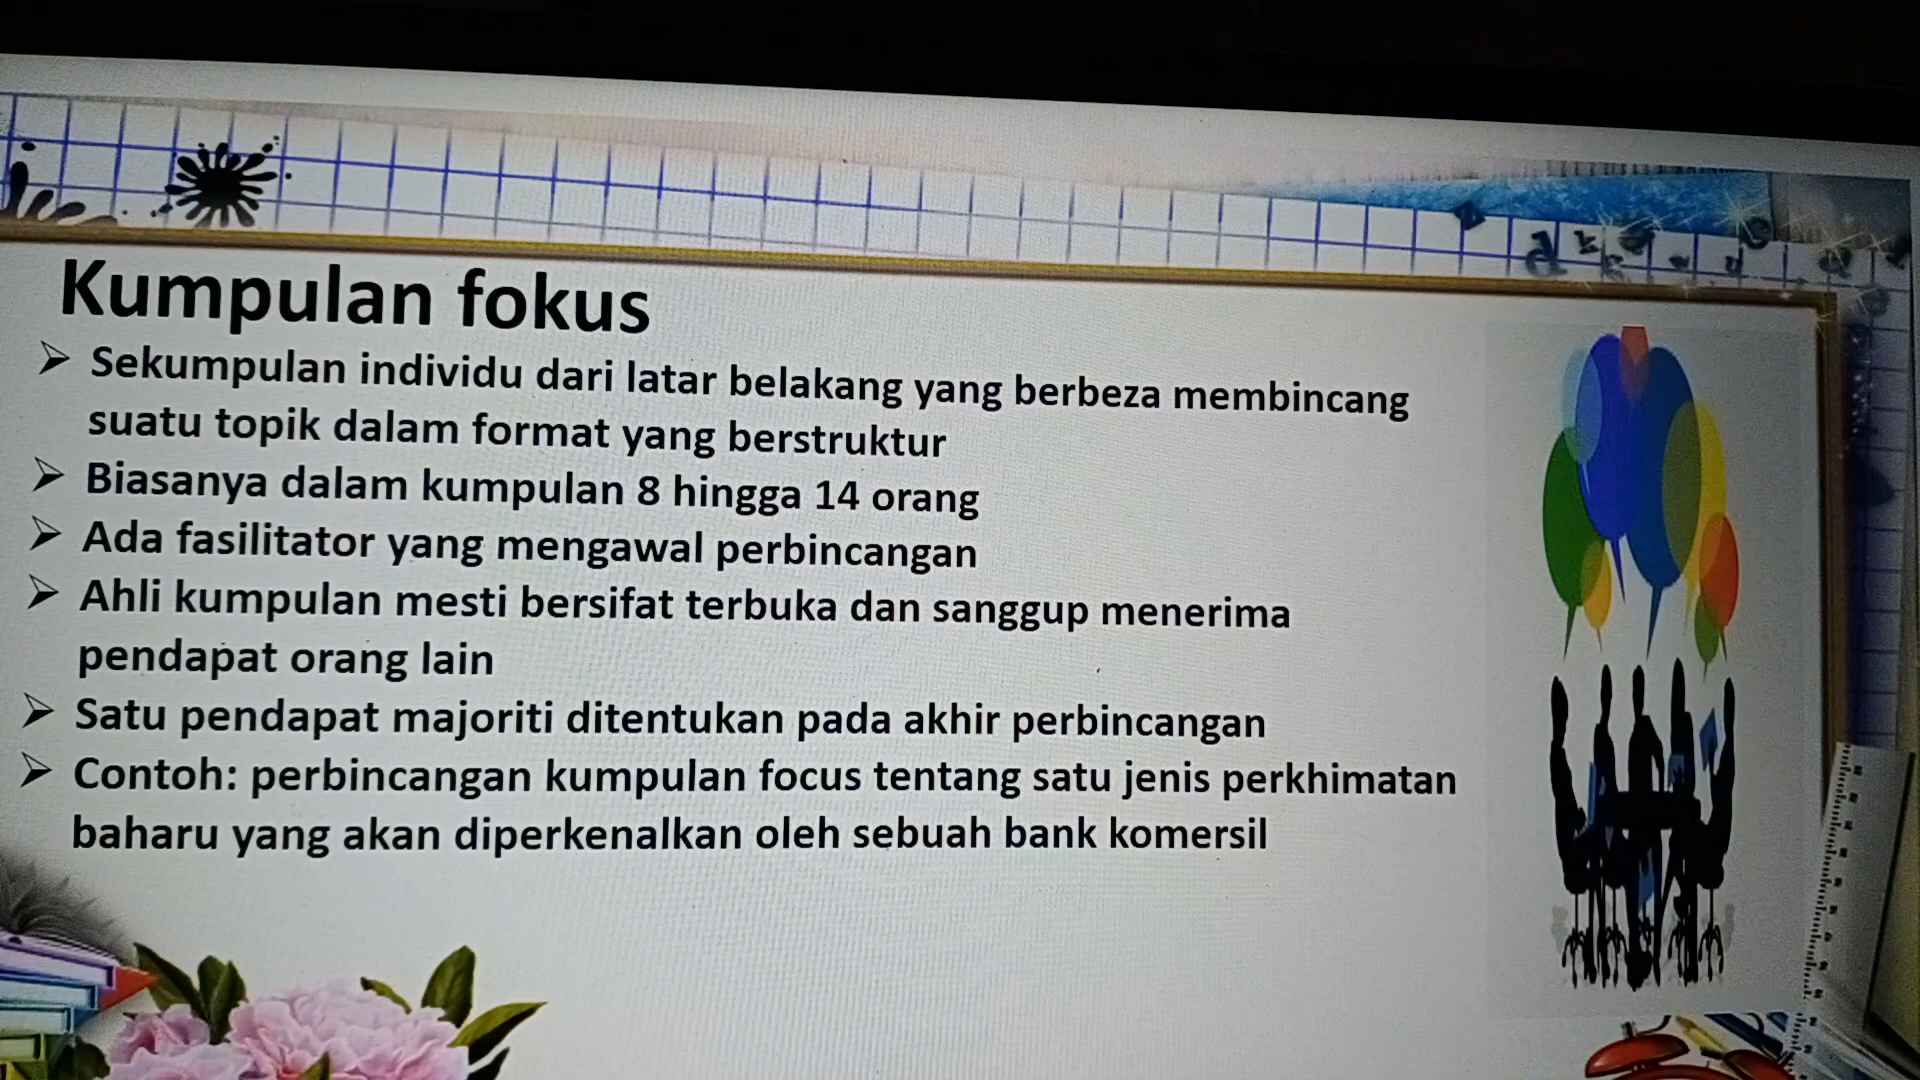 Kumpulan fokus
➢ Sekumpulan individu dari latar belakang yang berbeza membincang
suatu topik dalam format yang berstruktur
➢ Biasanya dalam kumpulan 8 hingga 14 orang
➢ Ada fasilitator yang mengawal perbincangan
➢ Ahli kumpulan mesti bersifat terbuka dan sanggup menerima
pendapat orang lain
➢ Satu pendapat majoriti ditentukan pada akhir perbincangan
➢ Contoh: perbincangan kumpulan focus tentang satu jenis perkhimatan
baharu yang akan diperkenalkan oleh sebuah bank komersil